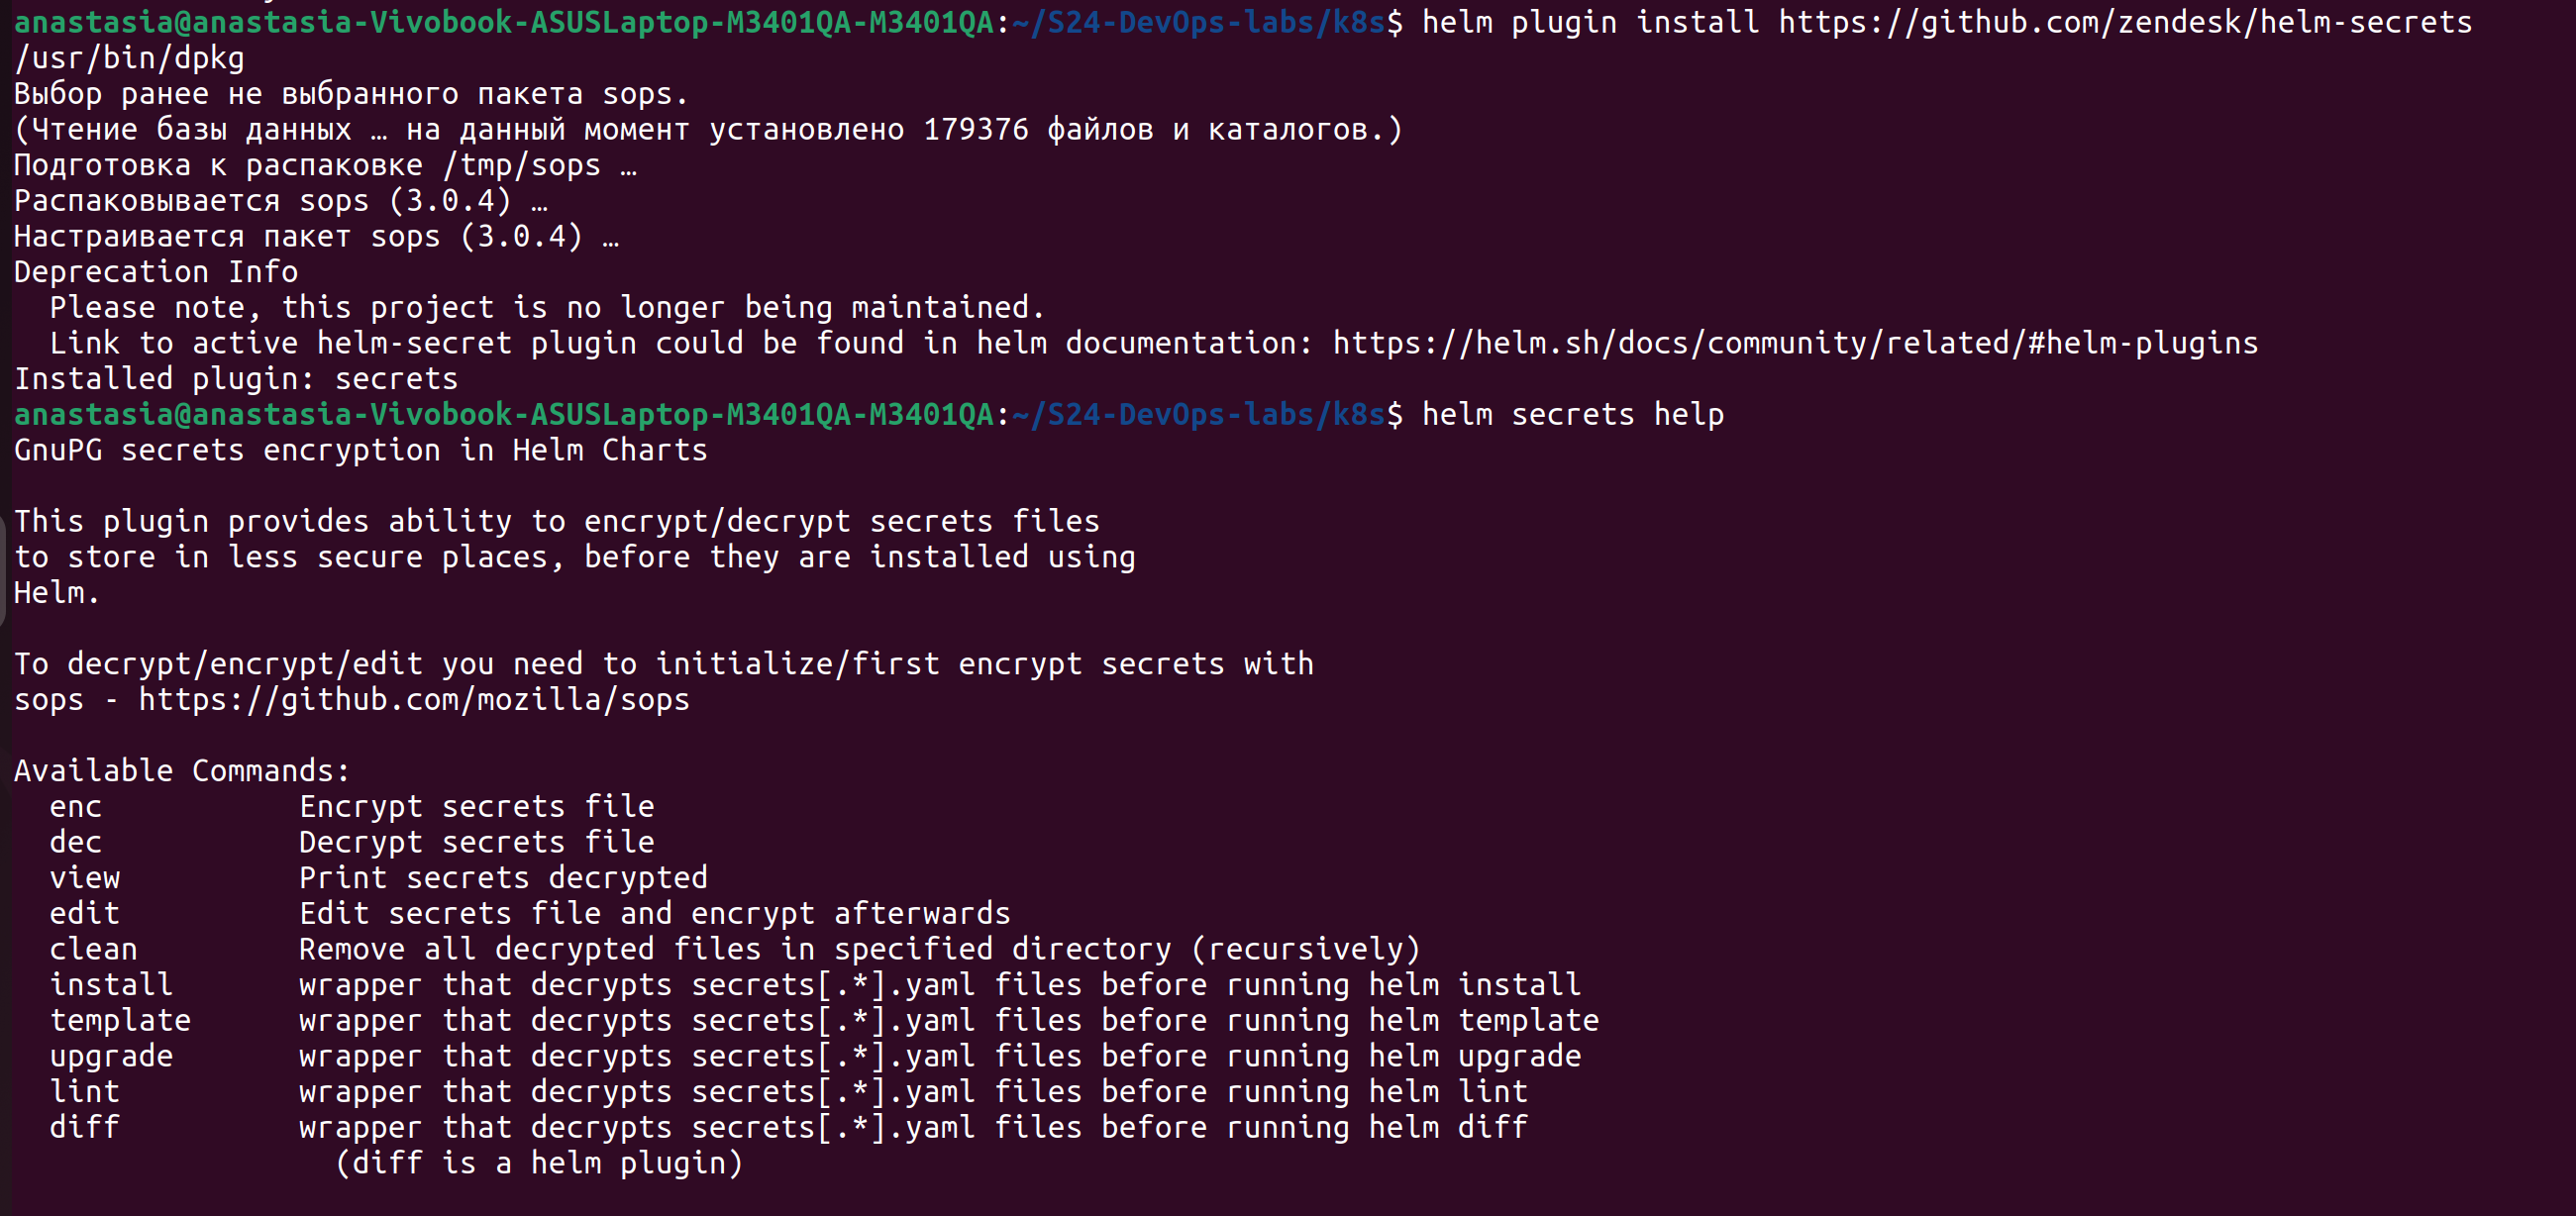 anastasia@anastasia-Vivobook-ASUSLaptop-M3401QA-M3401QA:~/S24-DevOps-labs/k8s$ helm plugin install https://github.com/zendesk/helm-secrets
/usr/bin/dpkg
Выбор ранее не выбранного пакета sops.
(Чтение базы данных … на данный момент установлено 179376 файлов и каталогов.)
Подготовка к распаковке /tmp/sops …
Распаковывается sops (3.0.4) …
Настраивается пакет sops (3.0.4) …
Deprecation Info
  Please note, this project is no longer being maintained.
  Link to active helm-secret plugin could be found in helm documentation: https://helm.sh/docs/community/related/#helm-plugins
Installed plugin: secrets
anastasia@anastasia-Vivobook-ASUSLaptop-M3401QA-M3401QA:~/S24-DevOps-labs/k8s$ helm secrets help
GnuPG secrets encryption in Helm Charts

This plugin provides ability to encrypt/decrypt secrets files
to store in less secure places, before they are installed using
Helm.

To decrypt/encrypt/edit you need to initialize/first encrypt secrets with
sops - https://github.com/mozilla/sops

Available Commands:
  enc           Encrypt secrets file
  dec           Decrypt secrets file
  view          Print secrets decrypted
  edit          Edit secrets file and encrypt afterwards
  clean         Remove all decrypted files in specified directory (recursively)
  install       wrapper that decrypts secrets[.*].yaml files before running helm install
  template      wrapper that decrypts secrets[.*].yaml files before running helm template
  upgrade       wrapper that decrypts secrets[.*].yaml files before running helm upgrade
  lint          wrapper that decrypts secrets[.*].yaml files before running helm lint
  diff          wrapper that decrypts secrets[.*].yaml files before running helm diff
                  (diff is a helm plugin)